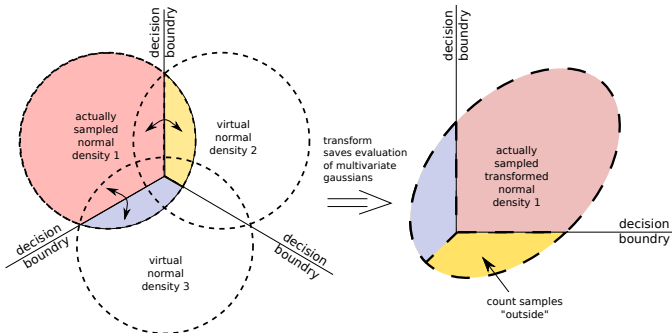 decision
boundry
actually
sampled
normal
density 1
virtual
normal
density 2
decision
boundry
virtual
normal
density 3
decision
boundry
transform
saves evaluation
of multivariate
gaussians
decision
boundry
actually
sampled
transformed
normal
density 1
decision
boundry
count samples
"outside"